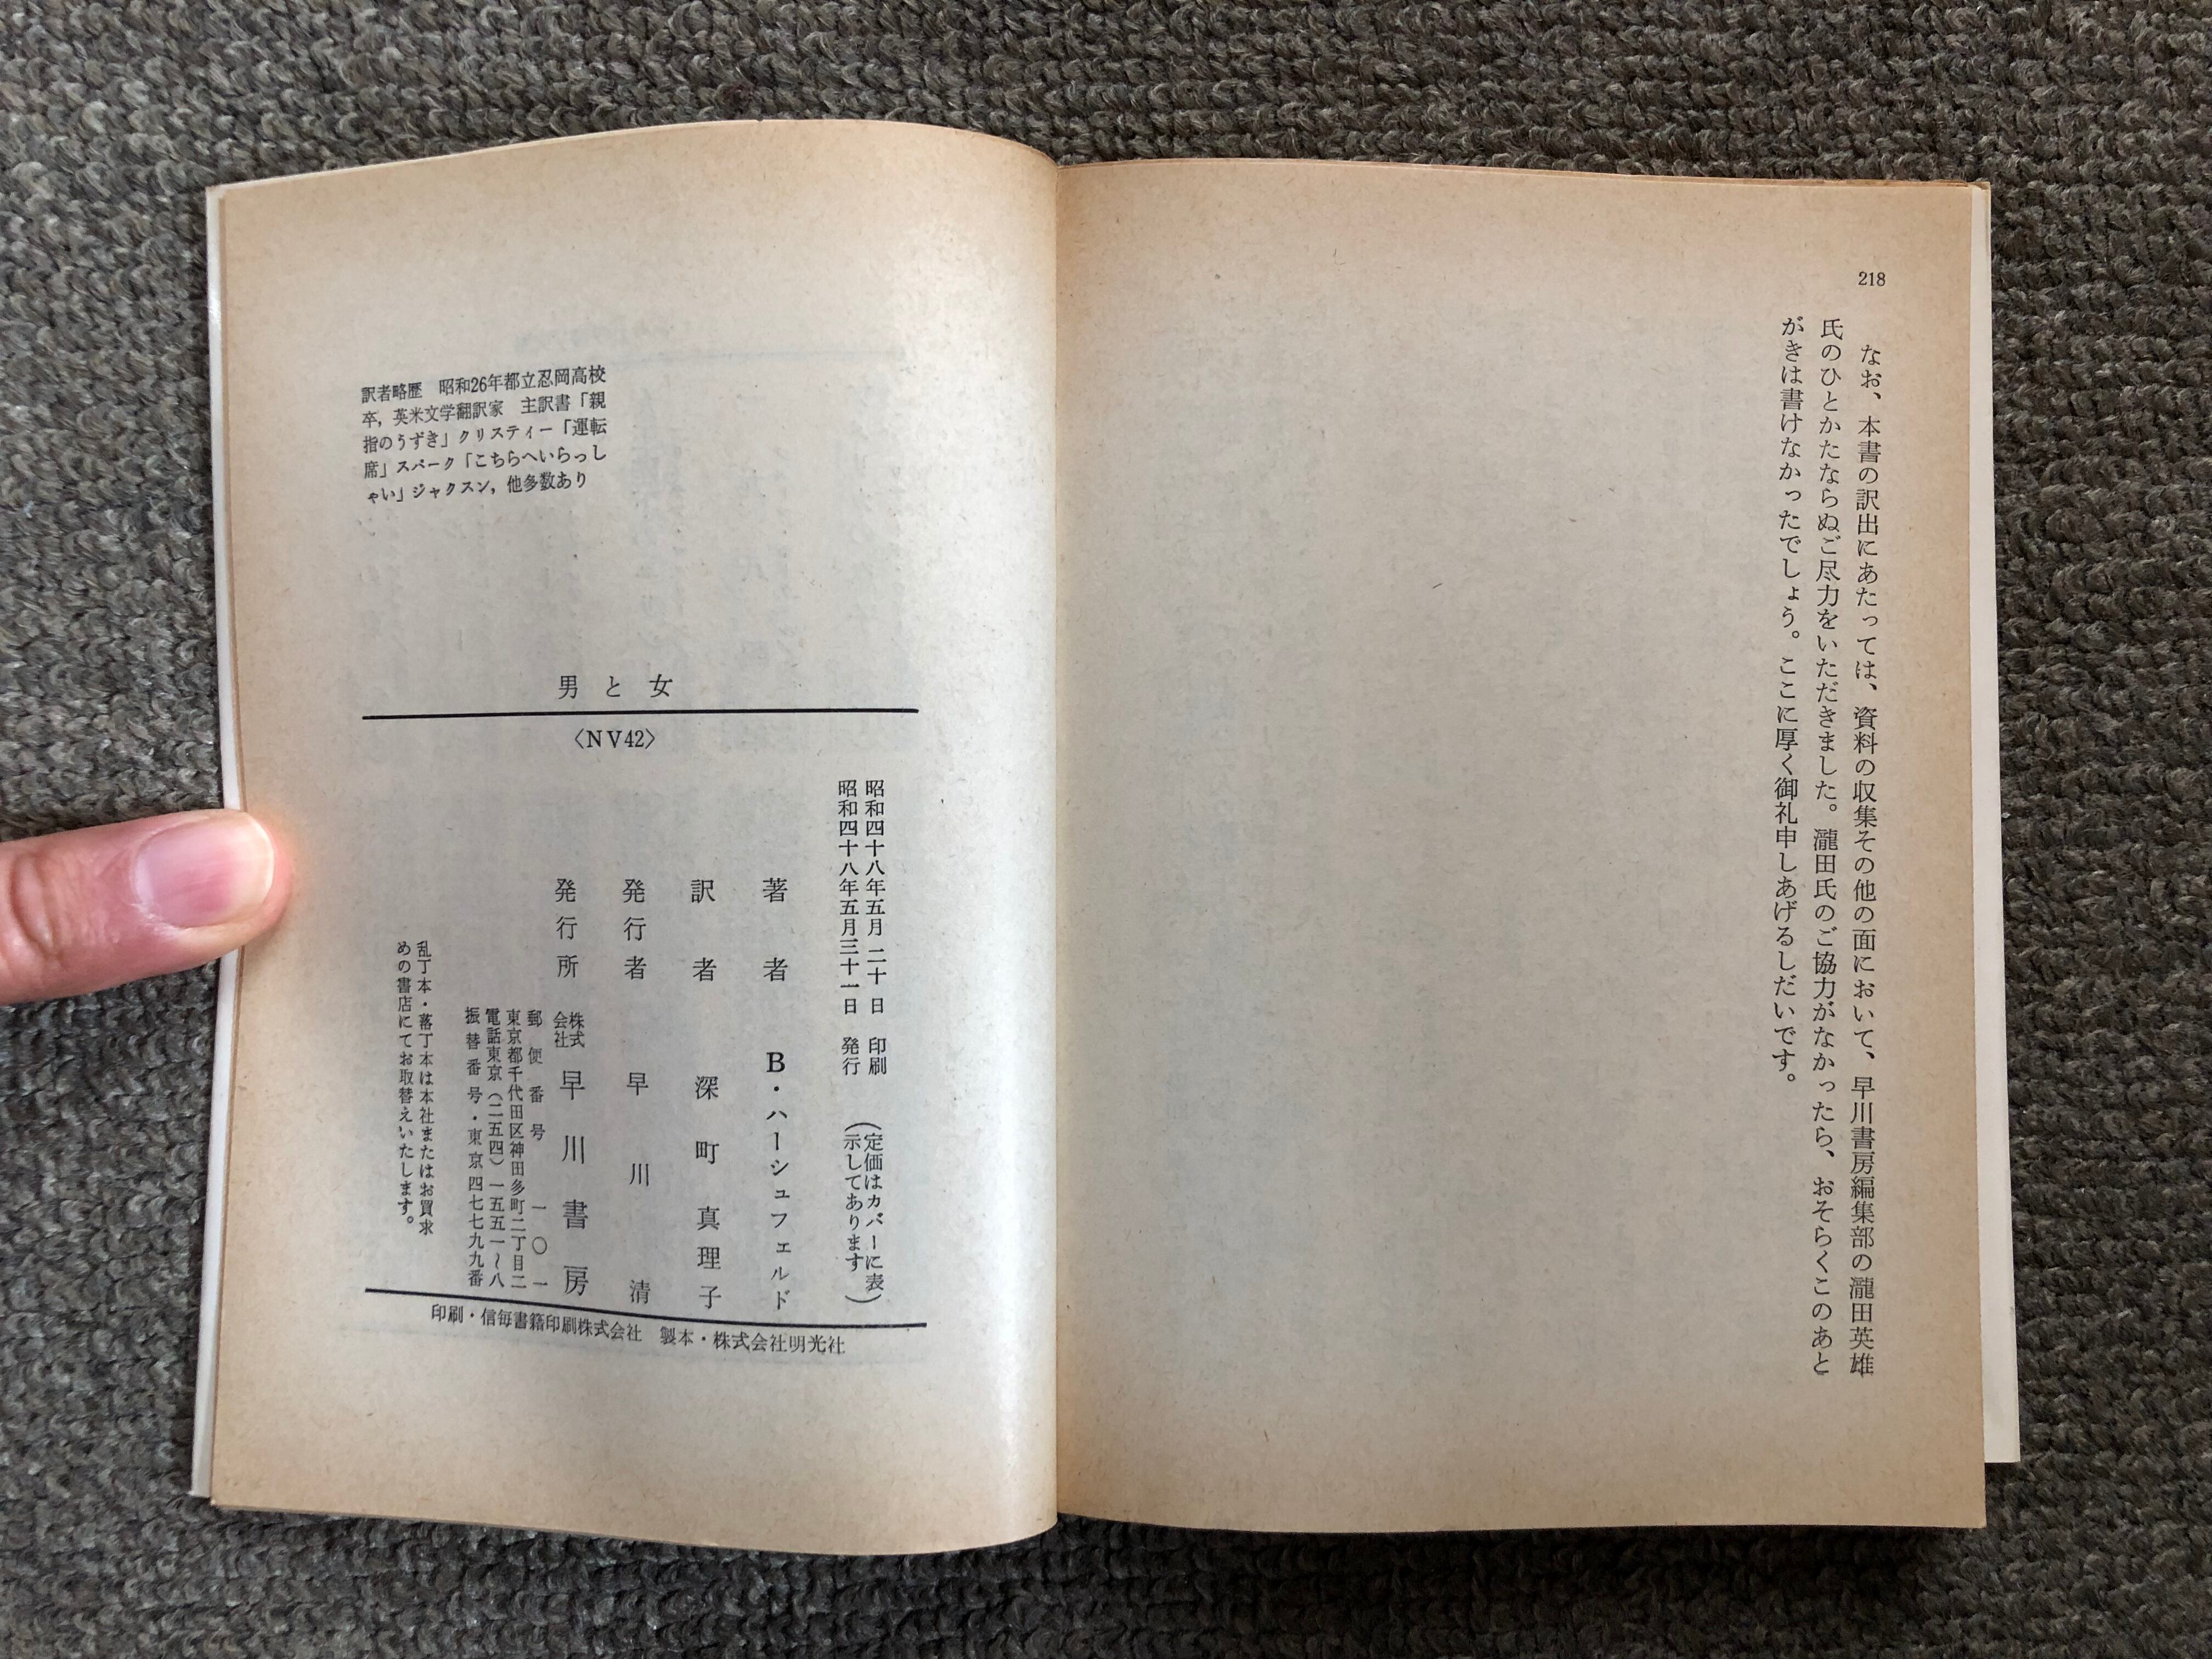 218
なお、本書の訳出にあたっては、資料の収集その他の面において、早川書房編集部の瀧田英雄
氏のひとかたならぬご尽力をいただきました。瀧田氏のご協力がなかったら、おそらくこのあと
がきは書けなかったでしょう。ここに厚く御礼申しあげるしだいです。
訳者略歴　昭和26年都立忍岡高校
卒，英米文学翻訳家　主訳書「親
指のうずき」クリスティー「運転
席」スパーク「こちらへいらっし
ゃい」ジャクスン，他多数あり
男と女
〈NV42〉
昭和四十八年五月二十日　印刷
昭和四十八年五月三十一日　発行
（定価はカバーに表
示してあります）
著者　B・ハーシュフェルド
訳者　深町真理子
発行者　早川清
発行所　株式会社　早川書房
郵便番号　一〇一
東京都千代田区神田多町二丁目二
電話東京（二五四）一五五一～八
振替番号・東京四七七九九番
乱丁本・落丁本は本社またはお買求
めの書店にてお取替えいたします。
印刷・信毎書籍印刷株式会社　製本・株式会社明光社